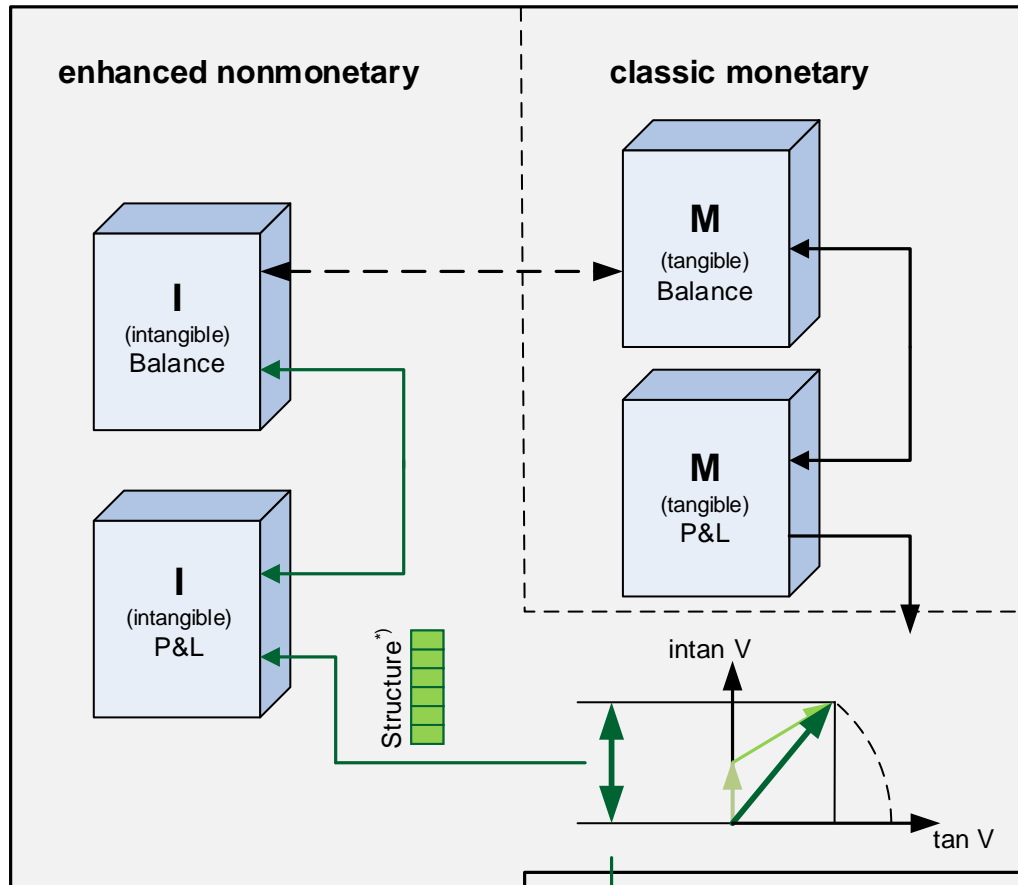 enhanced nonmonetary
classic monetary
M
(tangible)
Balance
I
(intangible)
Balance
M
(tangible)
P&L
I
(intangible)
P&L
Structure*)
intan V
tan V